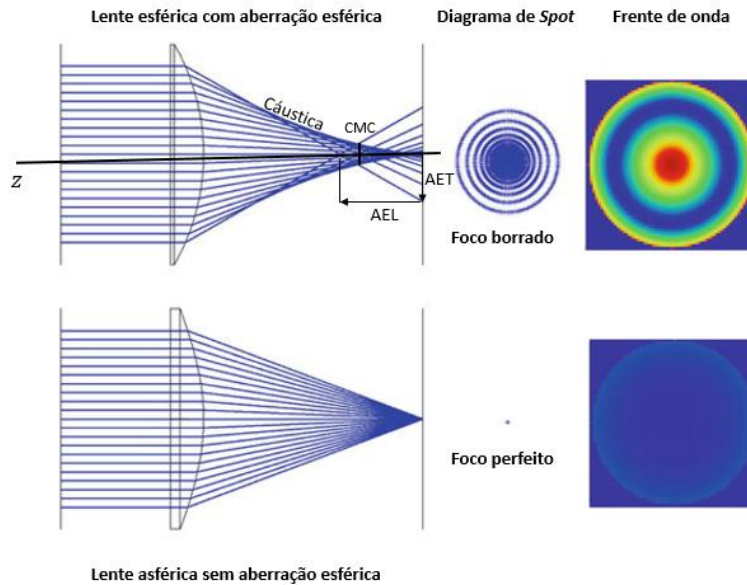 Lente esférica com aberração esférica
Diagrama de Spot
Frente de onda
Cáustica
CMC
Z
AET
AEL
Foco borrado
Foco perfeito
Lente asférica sem aberração esférica